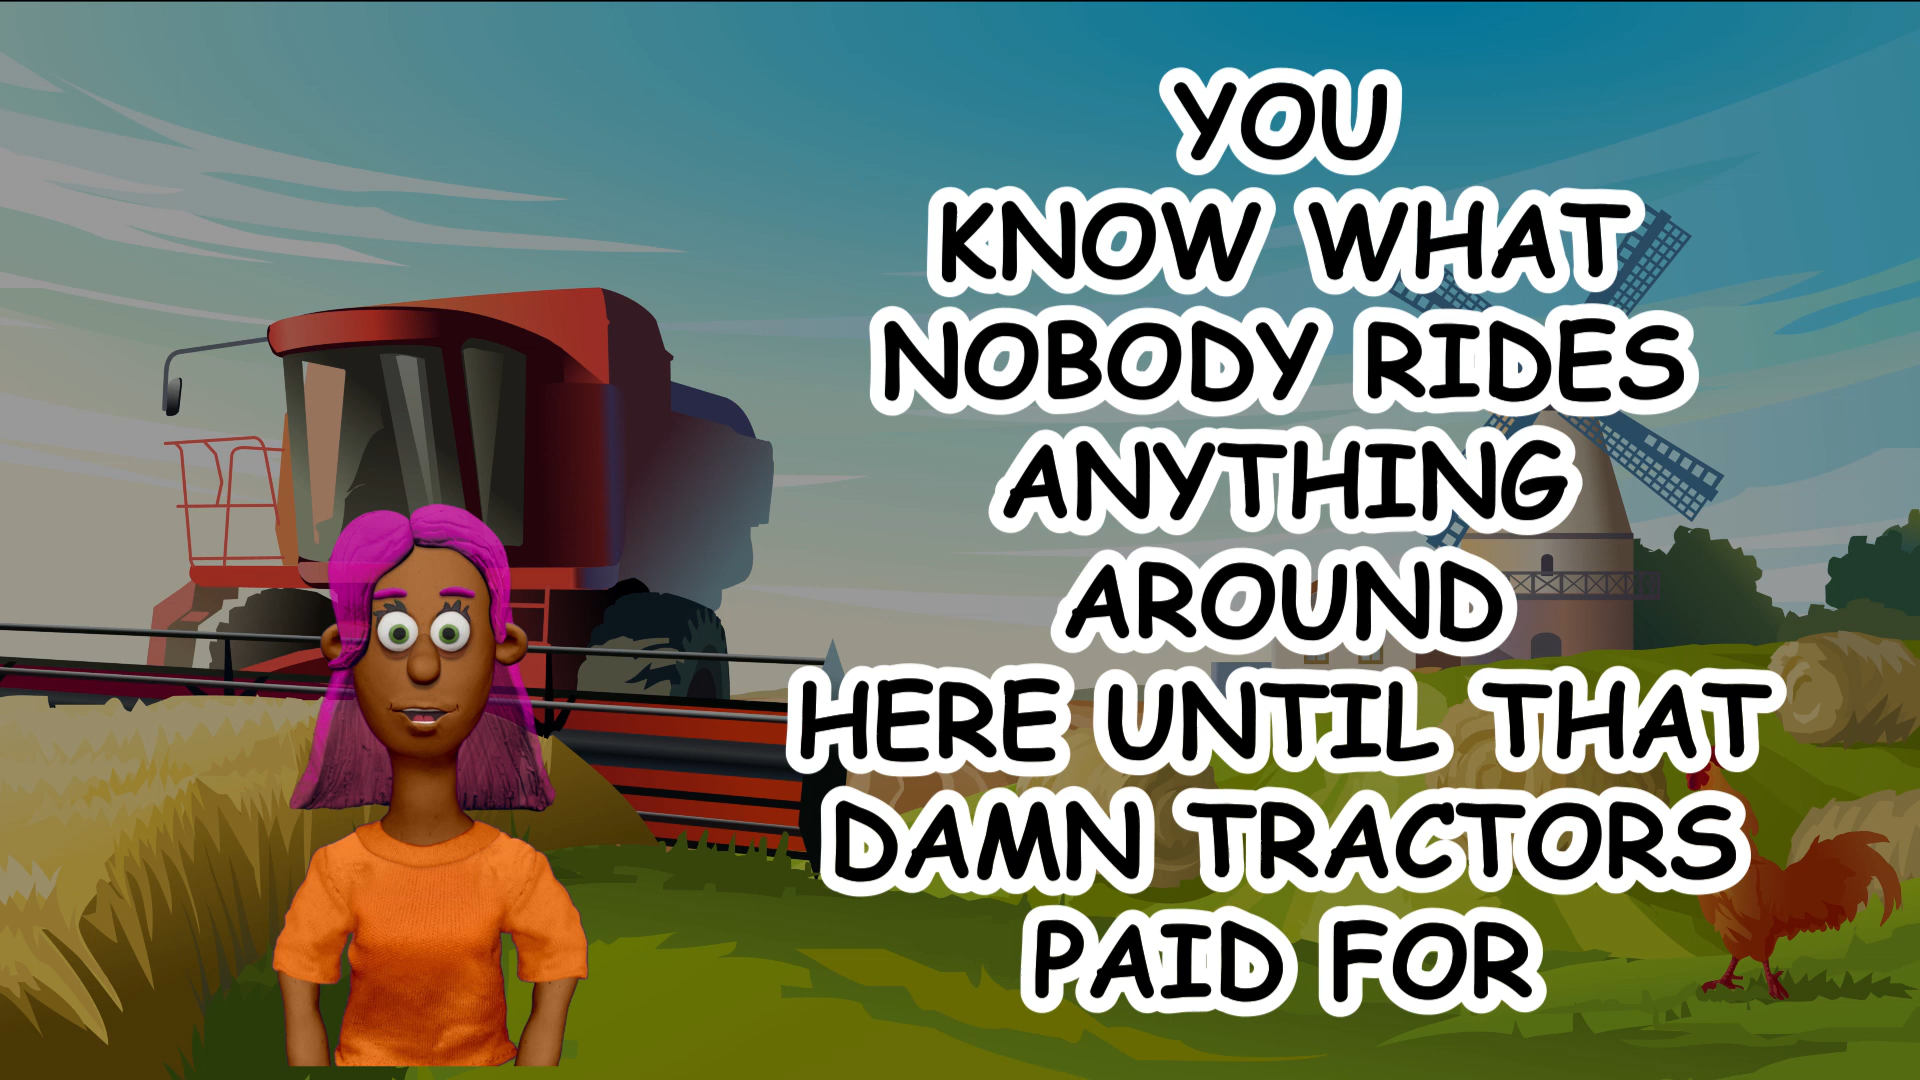 YOU
KNOW WHAT
NOBODY RIDES
ANYTHING
AROUND
HERE UNTIL THAT
DAMN TRACTORS
PAID FOR